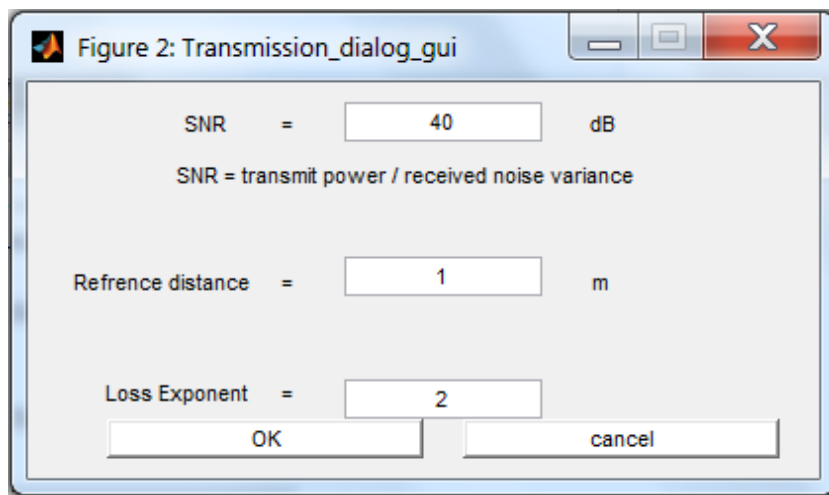 Figure 2: Transmission_dialog_gui
SNR = 40 dB
SNR = transmit power / received noise variance
Refrence distance = 1 m
Loss Exponent = 2
OK cancel